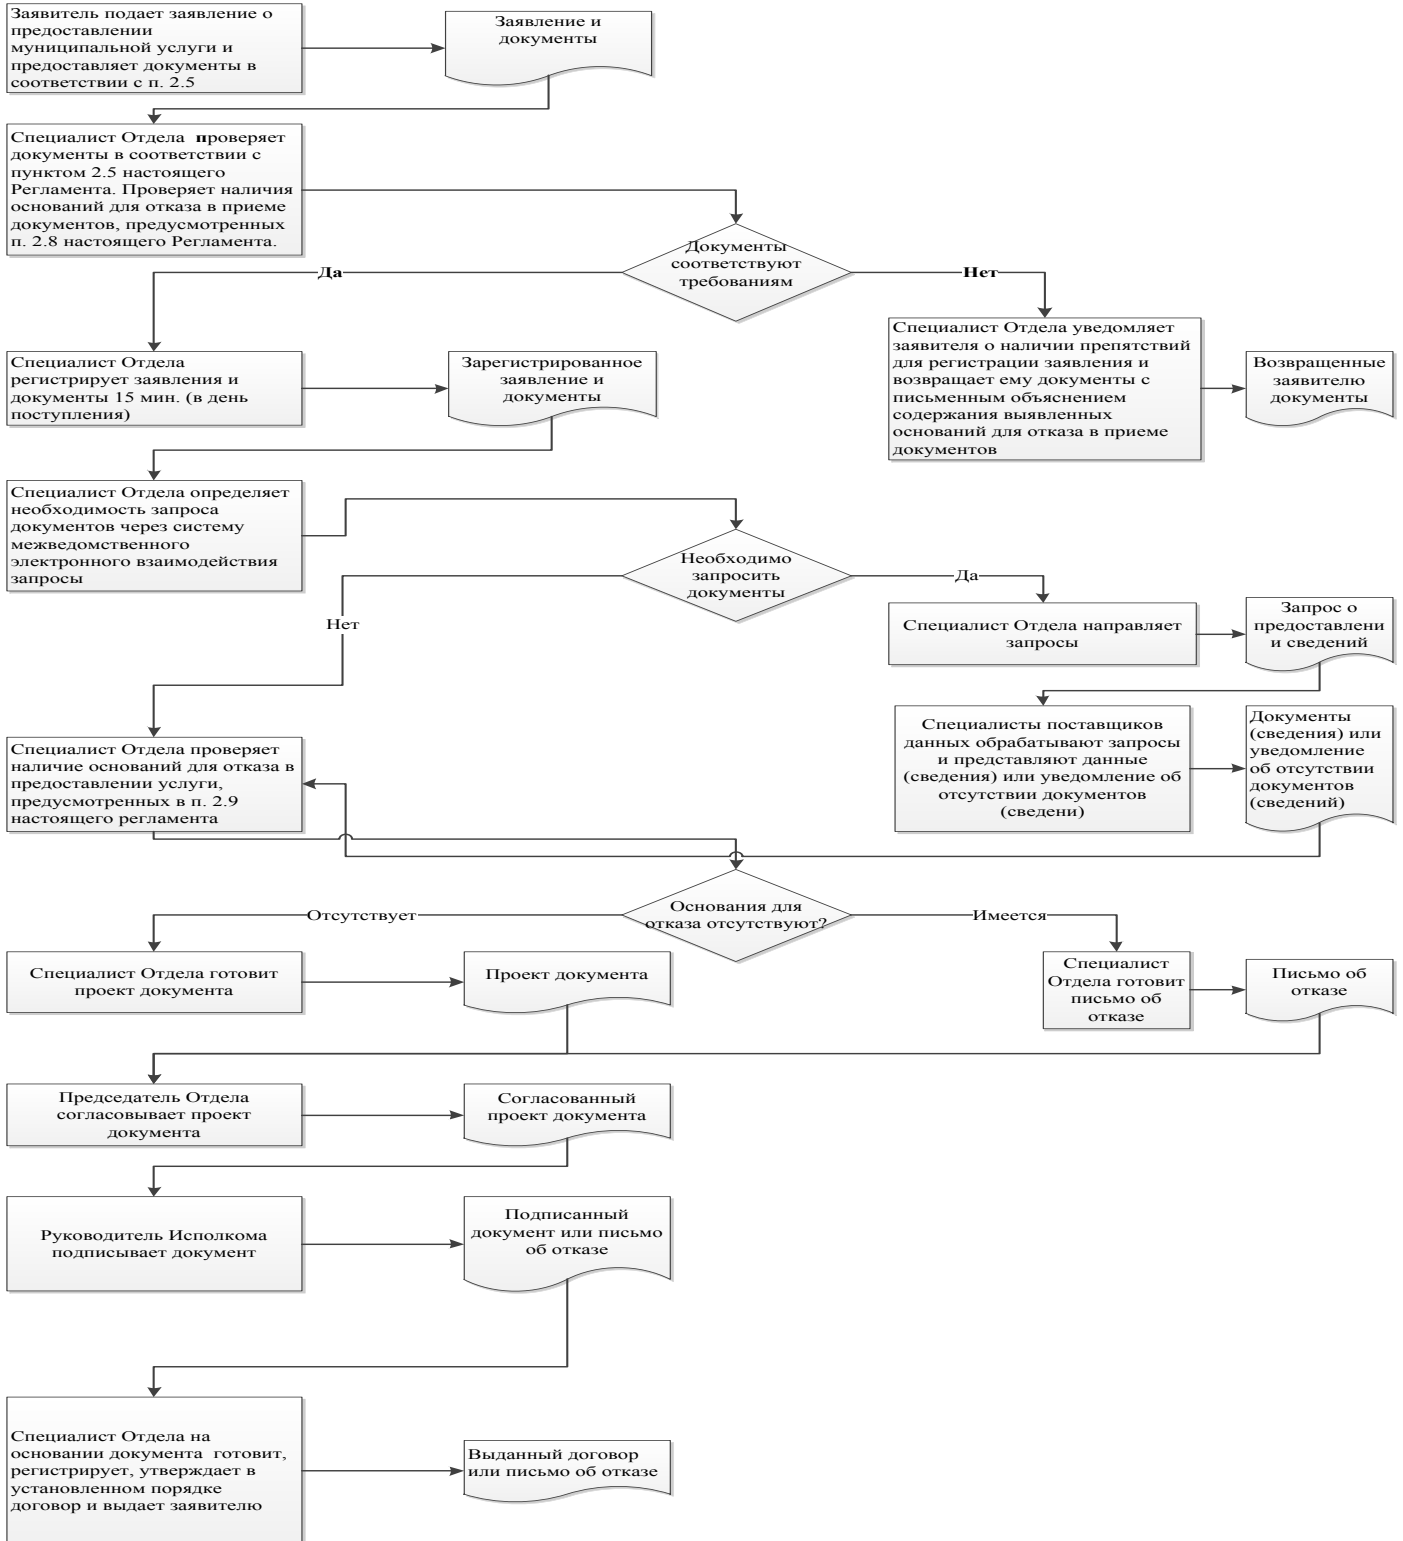 Заявитель подает заявление о
предоставлении
муниципальной услуги и
предоставляет документы в
соответствии с п. 2.5
Заявление и
документы
Специалист Отдела проверяет
документы в соответствии с
пунктом 2.5 настоящего
Регламента. Проверяет наличия
оснований для отказа в приеме
документов, предусмотренных
п. 2.8 настоящего Регламента.
Документы
соответствуют
требованиям
Да
Нет
Специалист Отдела
регистрирует заявления и
документы 15 мин. (в день
поступления)
Зарегистрированное
заявление и
документы
Специалист Отдела уведомляет
заявителя о наличии препятствий
для регистрации заявления и
возвращает ему документы с
письменным объяснением
содержания выявленных
оснований для отказа в приеме
документов
Возвращенные
заявителю
документы
Специалист Отдела определяет
необходимость запроса
документов через систему
межведомственного
электронного взаимодействия
запросы
Необходимо
запросить
документы
Да
Нет
Специалист Отдела направляет
запросы
Запрос о
предоставлени
и сведений
Специалисты поставщиков
данных обрабатывают запросы
и представляют данные
(сведения) или уведомление об
отсутствии документов
(сведени)
Документы
(сведения) или
уведомление
об отсутствии
документов
(сведений)
Специалист Отдела проверяет
наличие оснований для отказа в
предоставлении услуги,
предусмотренных в п. 2.9
настоящего регламента
Основания для
отказа отсутствуют?
Отсутствует
Имеется
Специалист Отдела готовит
проект документа
Проект документа
Специалист
Отдела готовит
письмо об
отказе
Письмо об
отказе
Председатель Отдела
согласовывает проект
документа
Согласованный
проект документа
Руководитель Исполкома
подписывает документ
Подписанный
документ или письмо
об отказе
Специалист Отдела на
основании документа готовит,
регистрирует, утверждает в
установленном порядке
договор и выдает заявителю
Выданный договор
или письмо об отказе